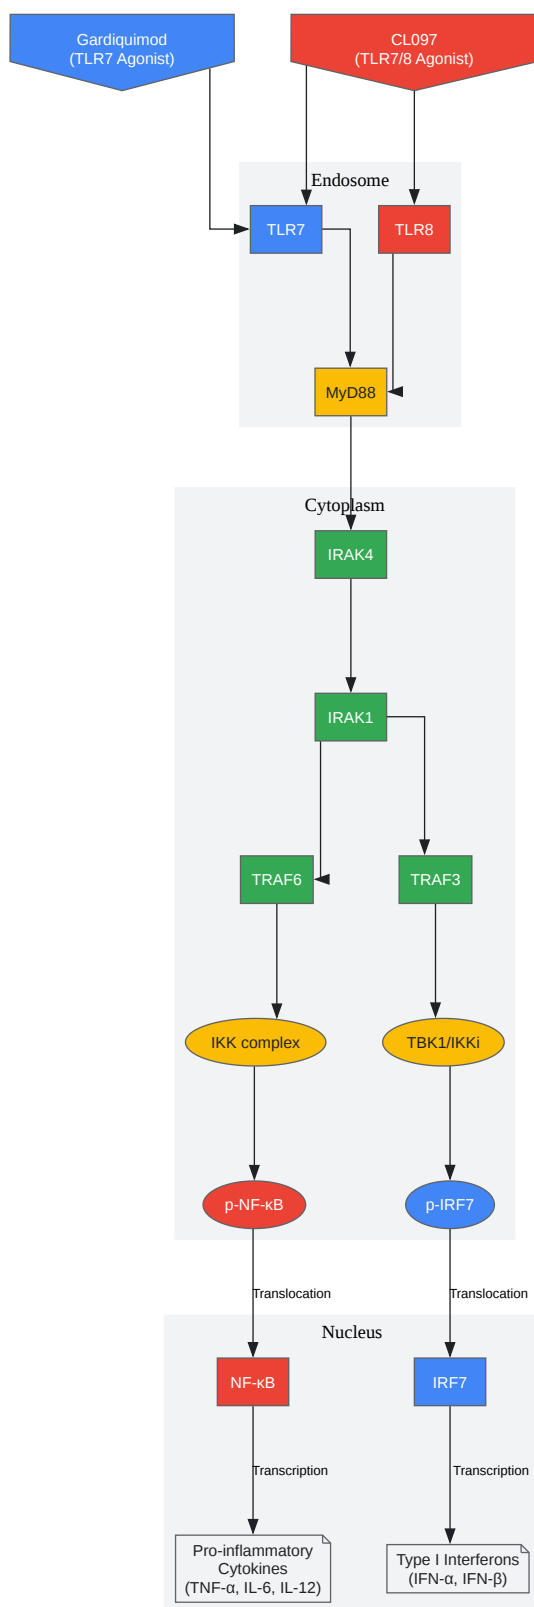 Gardiquimod
(TLR7 Agonist)
CL097
(TLR7/8 Agonist)
Endosome
TLR7
TLR8
MyD88
Cytoplasm
IRAK4
IRAK1
TRAF6
TRAF3
IKK complex
TBK1/IKKi
p-NF-κB
p-IRF7
Translocation
Translocation
Nucleus
NF-κB
IRF7
Transcription
Transcription
Pro-inflammatory
Cytokines
(TNF-α, IL-6, IL-12)
Type I Interferons
(IFN-α, IFN-β)